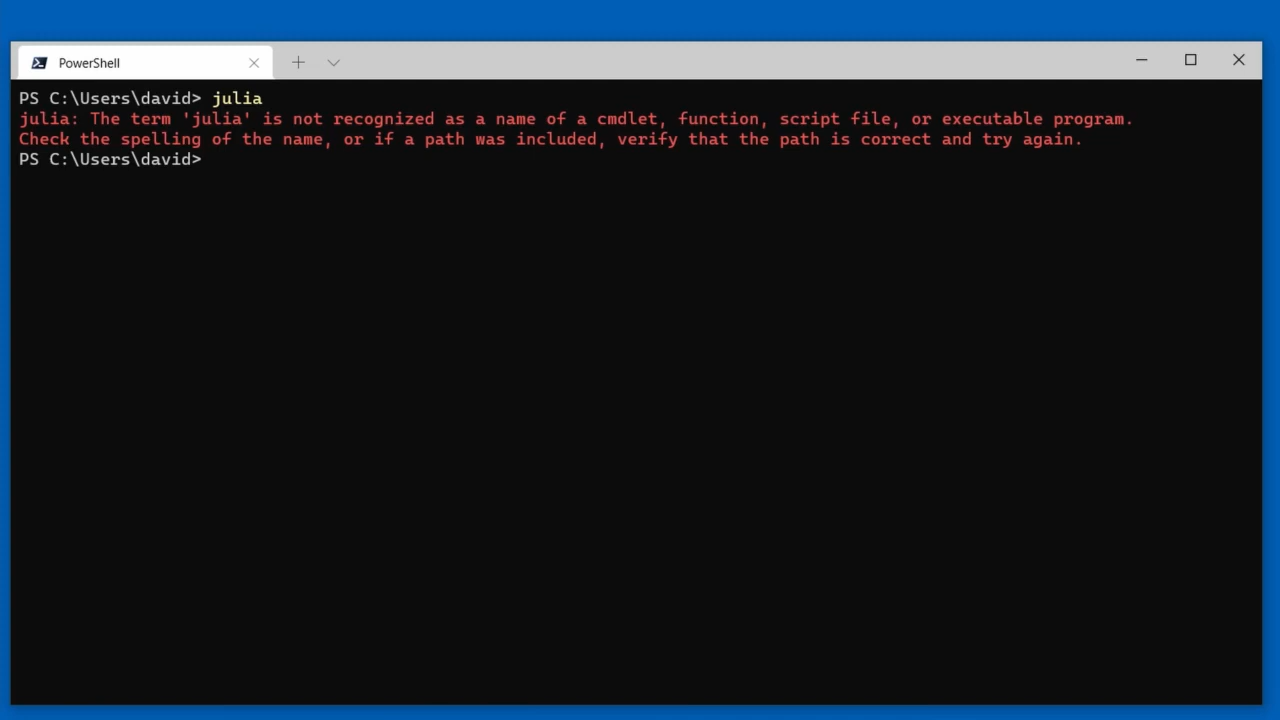 PowerShell
PS C:\Users\david> julia
julia: The term 'julia' is not recognized as a name of a cmdlet, function, script file, or executable program.
Check the spelling of the name, or if a path was included, verify that the path is correct and try again.
PS C:\Users\david>